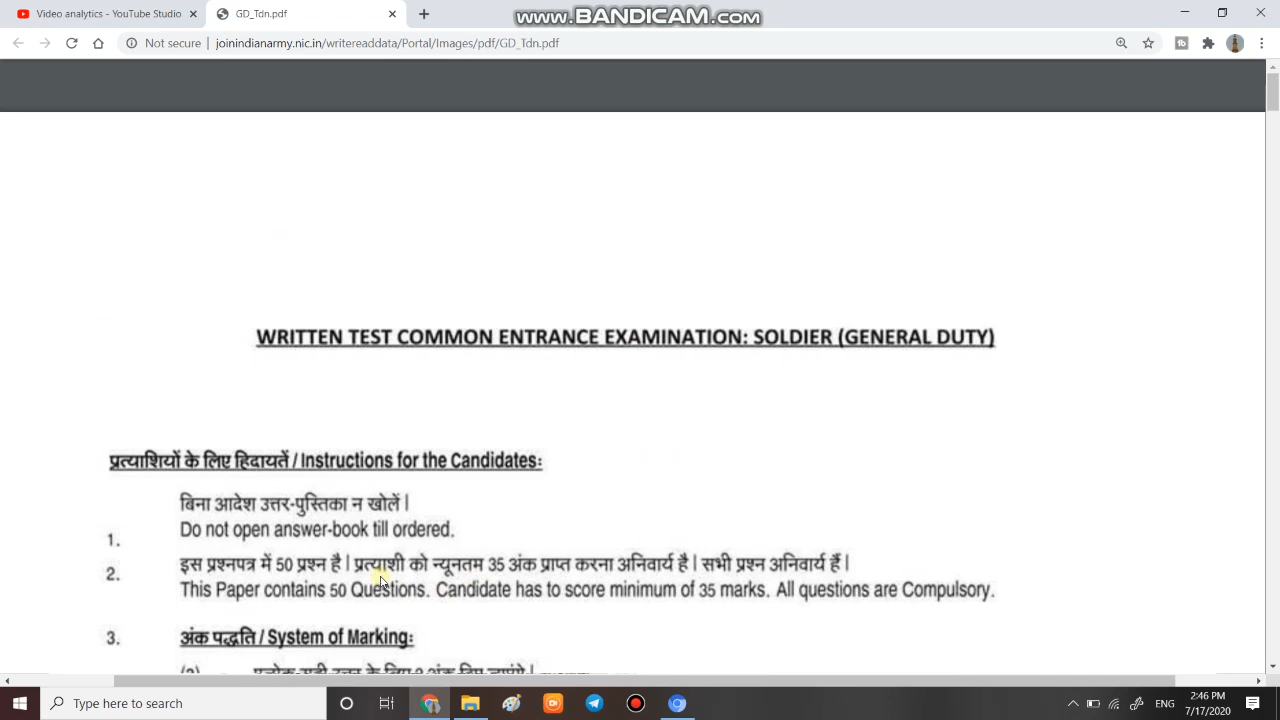 Video analytics - YouTube Studio
GD_Tdn.pdf
www.BANDICAM.com
Not secure
joinindianarmy.nic.in/writereaddata/Portal/Images/pdf/GD_Tdn.pdf
WRITTEN TEST COMMON ENTRANCE EXAMINATION: SOLDIER (GENERAL DUTY)
प्रत्याशियों के लिए हिदायतें / Instructions for the Candidates:
बिना आदेश उत्तर-पुस्तिका न खोलें |
1. Do not open answer-book till ordered.
2. इस प्रश्नपत्र में 50 प्रश्न है | प्रत्याशी को न्यूनतम 35 अंक प्राप्त करना अनिवार्य है | सभी प्रश्न अनिवार्य हैं |
This Paper contains 50 Questions. Candidate has to score minimum of 35 marks. All questions are Compulsory.
3. अंक पद्धति / System of Marking:
Type here to search
ENG
2:46 PM
7/17/2020